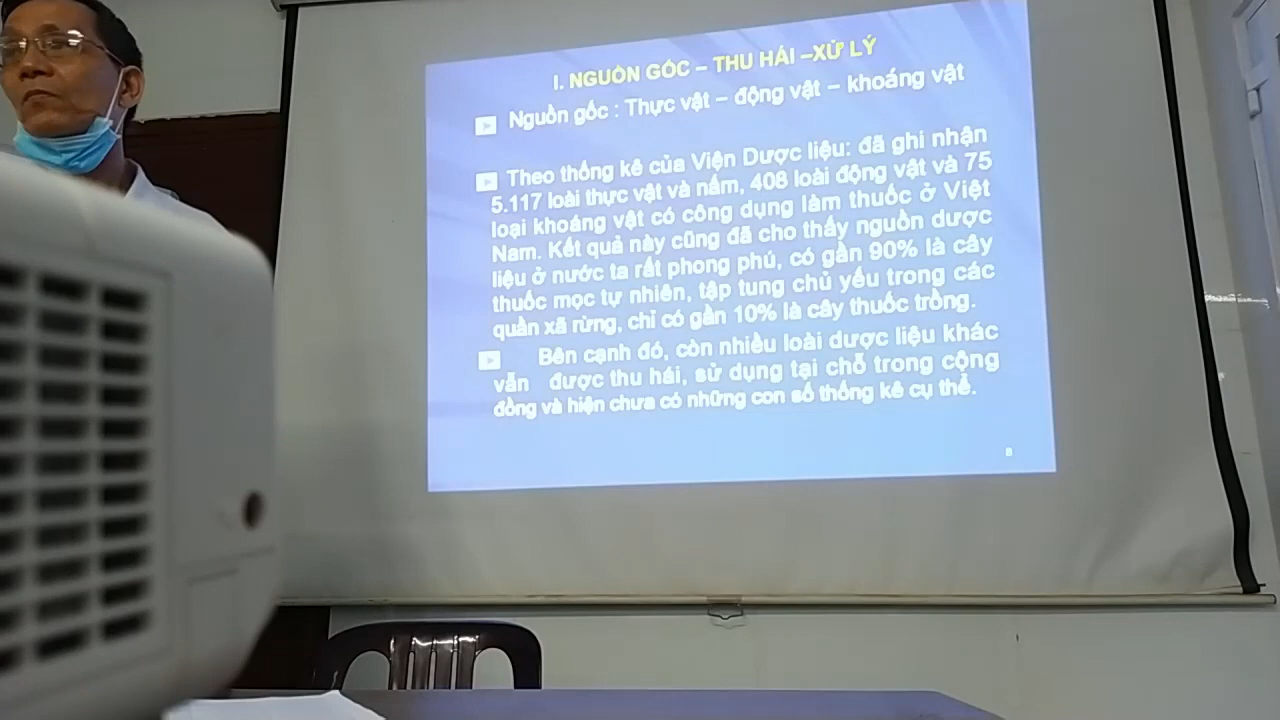 I. NGUỒN GỐC – THU HÁI –XỬ LÝ
Nguồn gốc : Thực vật – động vật – khoáng vật
Theo thống kê của Viện Dược liệu: đã ghi nhận
5.117 loài thực vật và nấm, 408 loài động vật và 75
loại khoáng vật có công dụng làm thuốc ở Việt
Nam. Kết quả này cũng đã cho thấy nguồn dược
liệu ở nước ta rất phong phú, có gần 90% là cây
thuốc mọc tự nhiên, tập tung chủ yếu trong các
quần xã rừng, chỉ có gần 10% là cây thuốc trồng.
Bên cạnh đó, còn nhiều loài dược liệu khác
vẫn được thu hái, sử dụng tại chỗ trong cộng
đồng và hiện chưa có những con số thống kê cụ thể.
8